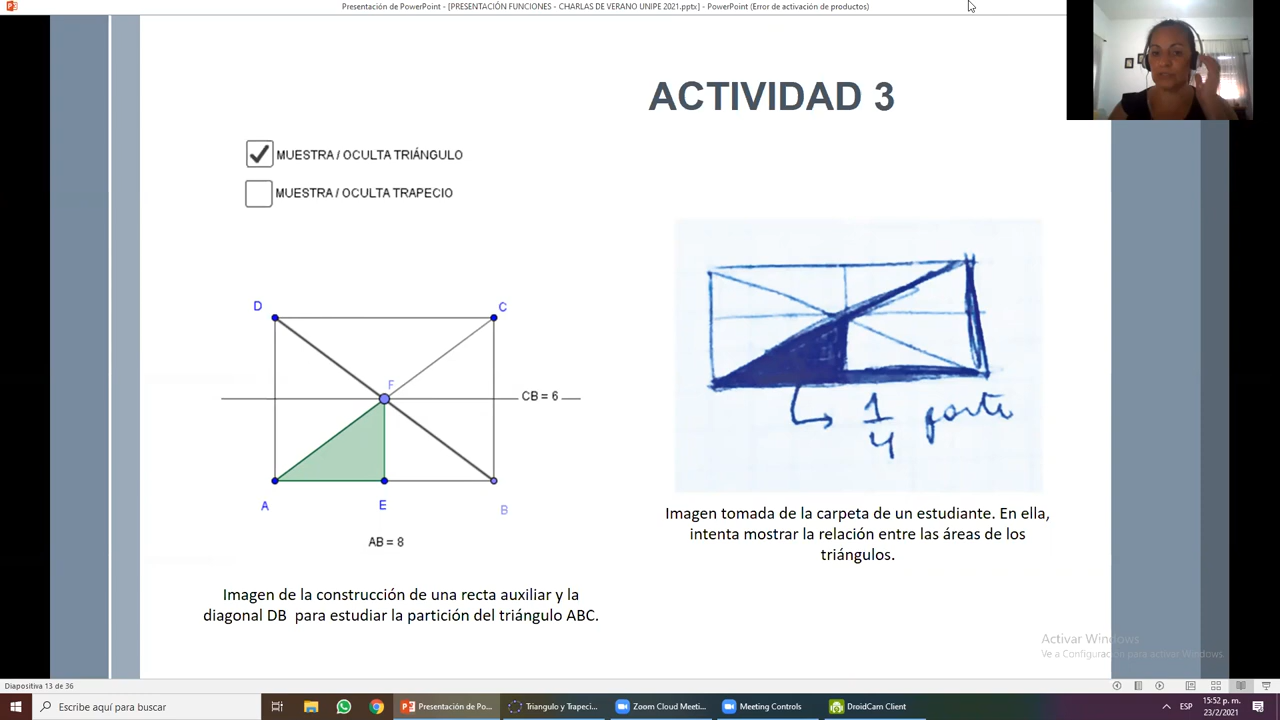 Presentación de PowerPoint - [PRESENTACIÓN FUNCIONES - CHARLAS DE VERANO UNIPE 2021.pptx] - PowerPoint (Error de activación de productos)
ACTIVIDAD 3
MUESTRA / OCULTA TRIÁNGULO
MUESTRA / OCULTA TRAPECIO
D
C
F
CB = 6
A
E
B
AB = 8
1/4 parte
Imagen tomada de la carpeta de un estudiante. En ella,
intenta mostrar la relación entre las áreas de los
triángulos.
Imagen de la construcción de una recta auxiliar y la
diagonal DB para estudiar la partición del triángulo ABC.
Activar Windows
Ve a Configuración para activar Windows.
Diapositiva 13 de 36
Escribe aquí para buscar
Presentación de Po...
Triangulo y Trapeci...
Zoom Cloud Meeti...
Meeting Controls
DroidCam Client
ESP
15:52 p. m.
23/2/2021